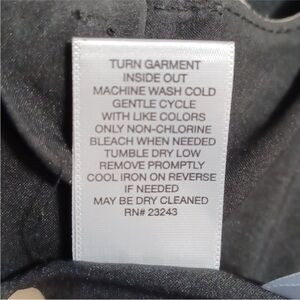 TURN GARMENT
INSIDE OUT
MACHINE WASH COLD
GENTLE CYCLE
WITH LIKE COLORS
ONLY NON-CHLORINE
BLEACH WHEN NEEDED
TUMBLE DRY LOW
REMOVE PROMPTLY
COOL IRON ON REVERSE
IF NEEDED
MAY BE DRY CLEANED
RN# 23243